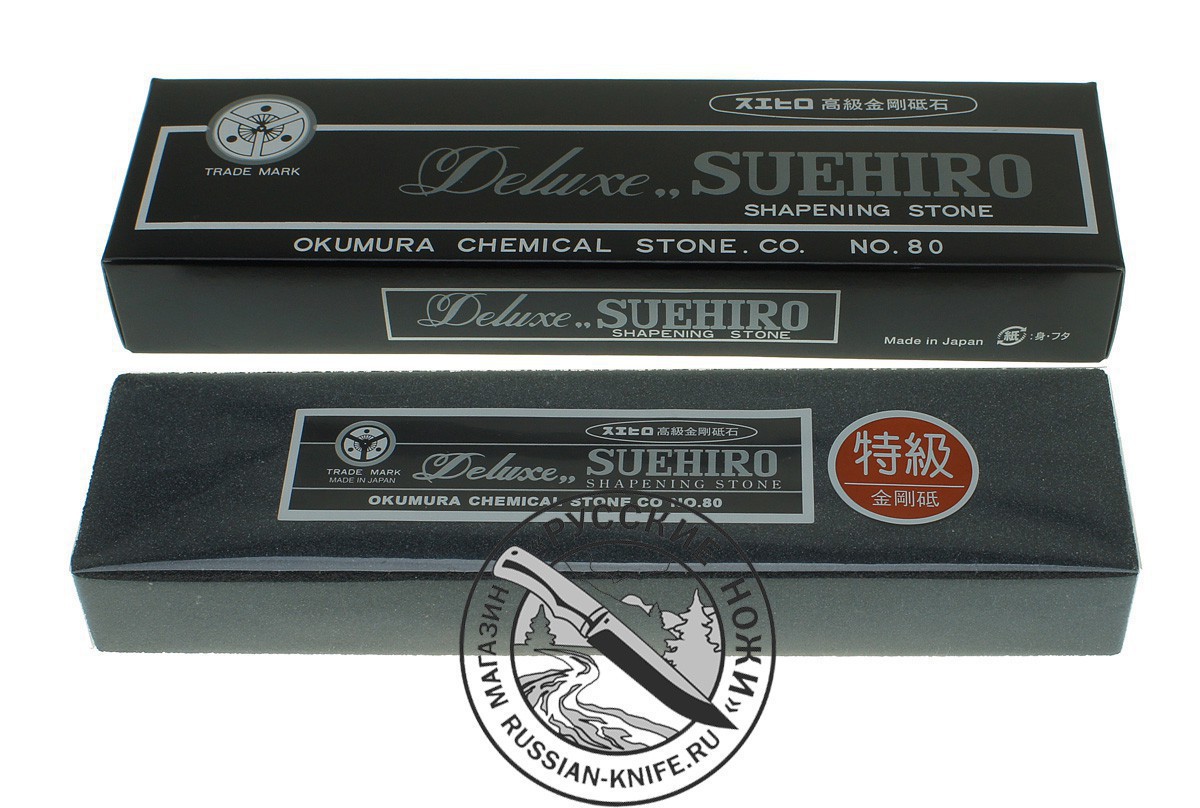 スエヒロ 高級金剛砥石
TRADE MARK
Deluxe „ SUEHIRO
SHAPENING STONE
OKUMURA CHEMICAL STONE. CO. NO. 80
Deluxe „ SUEHIRO
SHAPENING STONE
Made in Japan 紙 : 身・フタ
スエヒロ 高級金剛砥石
TRADE MARK
MADE IN JAPAN
Deluxe „ SUEHIRO
SHAPENING STONE
OKUMURA CHEMICAL STONE CO NO.80
特級
金剛砥
МАГАЗИН "РУССКИЕ НОЖИ"
RUSSIAN-KNIFE.RU